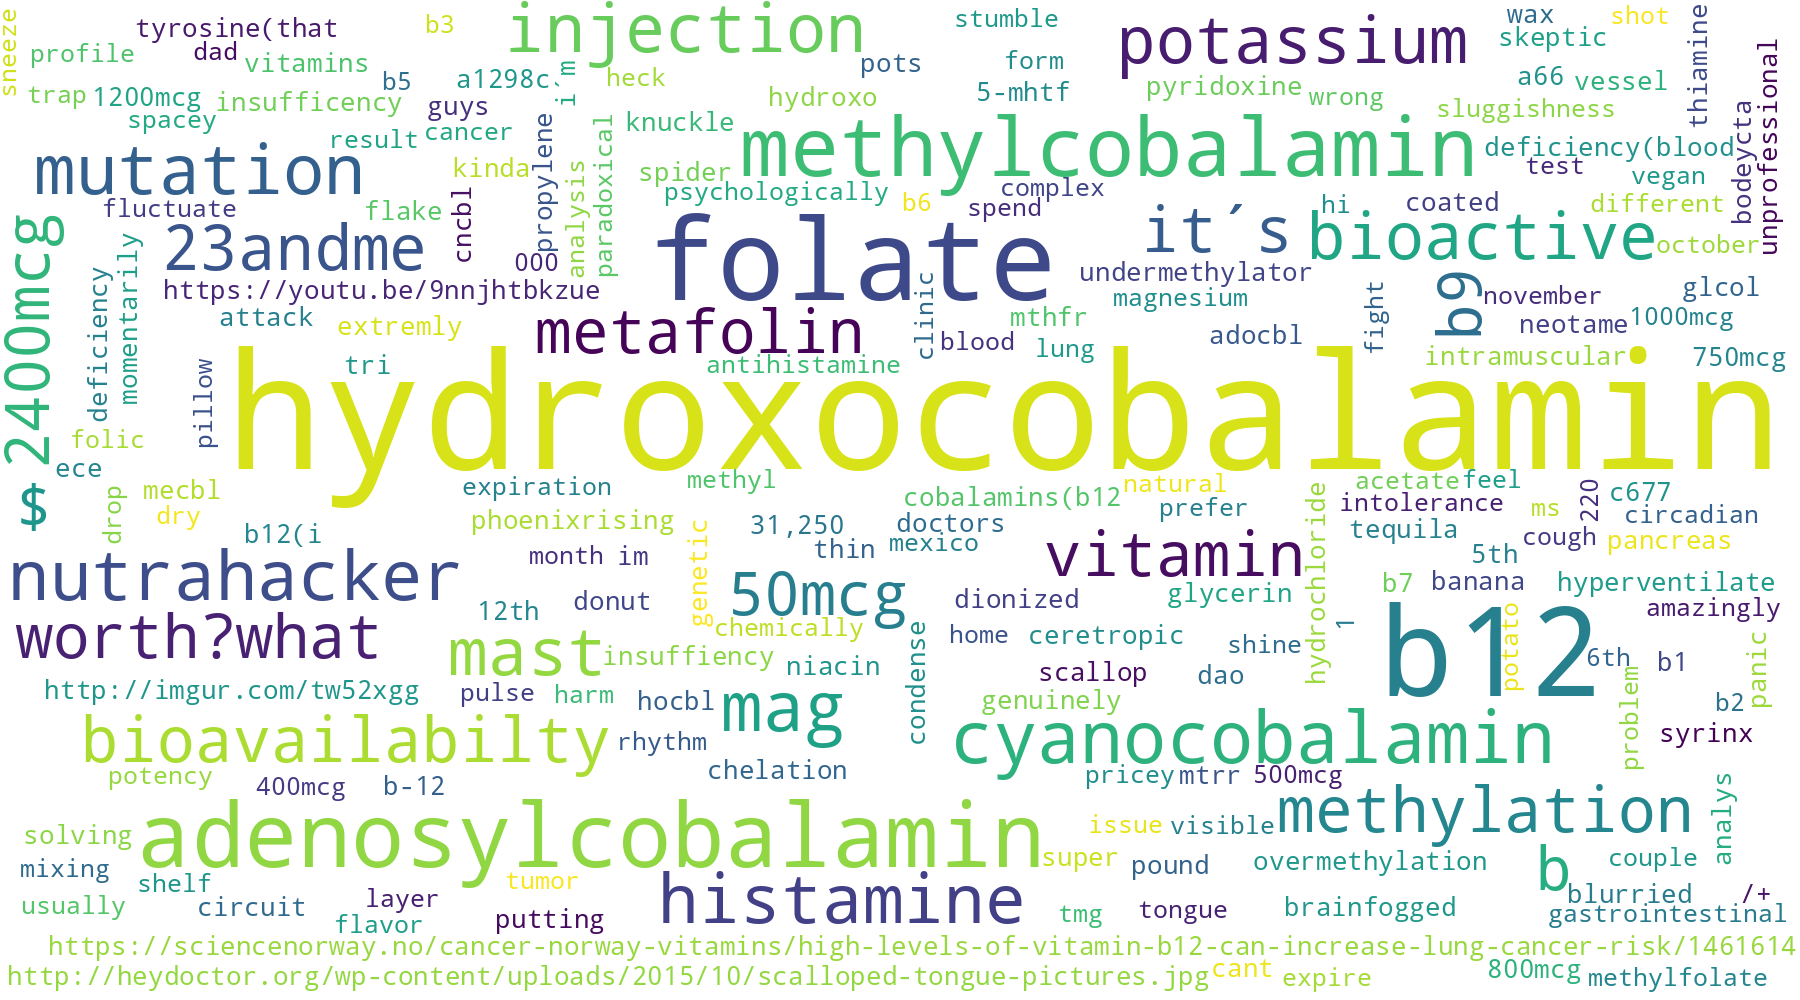 sneeze
tyrosine(that
b3
injection
stumble
potassium
wax
shot
thiamine
profile
dad
vitamins
b5
a1298c
i´m
heck
pots
form
skeptic
unprofessional
trap
1200mcg
insufficency
guys
hydroxo
5-mhtf
pyridoxine
wrong
a66
vessel
spacey
result
cancer
propylene
paradoxical
knuckle
methylcobalamin
sluggishness
bodeycta
mutation
kinda
analysis
spider
deficiency(blood
test
vegan
fluctuate
flake
cncbl
psychologically
b6
complex
spend
hi
coated
different
2400mcg
23andme
000
folate
it´s
bioactive
october
momentarily
deficiency
https://youtu.be/9nnjhtbkzue
clinic
undermethylator
magnesium
fight
b9
november
glcol
attack
extremly
metafolin
blood
mthfr
lung
adocbl
neotame
1000mcg
pillow
tri
antihistamine
intramuscular
750mcg
folic
hydroxocobalamin
ece
$
drop
mecbl
dry
expiration
methyl
cobalamins(b12
natural
prefer
hydrochloride
acetate
feel
intolerance
ms
220
c677
circadian
b12(i
phoenixrising
genetic
31,250
doctors
thin
mexico
tequila
cough
pancreas
nutrahacker
month
im
vitamin
5th
12th
donut
50mcg
dionized
glycerin
b7
banana
hyperventilate
worth?what
mast
chemically
condense
home
ceretropic
shine
1
b12
potato
amazingly
insuffiency
niacin
scallop
dao
6th
b1
panic
http://imgur.com/tw52xgg
pulse
harm
hocbl
mag
genuinely
problem
b2
bioavailabilty
rhythm
cyanocobalamin
syrinx
potency
400mcg
b-12
chelation
pricey
mtrr
500mcg
analys
solving
adenosylcobalamin
issue
visible
methylation
mixing
super
pound
overmethylation
b
couple
shelf
tumor
usually
circuit
layer
flavor
putting
histamine
tmg
tongue
brainfogged
blurried
/+
gastrointestinal
https://sciencenorway.no/cancer-norway-vitamins/high-levels-of-vitamin-b12-can-increase-lung-cancer-risk/1461614
http://heydoctor.org/wp-content/uploads/2015/10/scalloped-tongue-pictures.jpg
cant
expire
800mcg
methylfolate